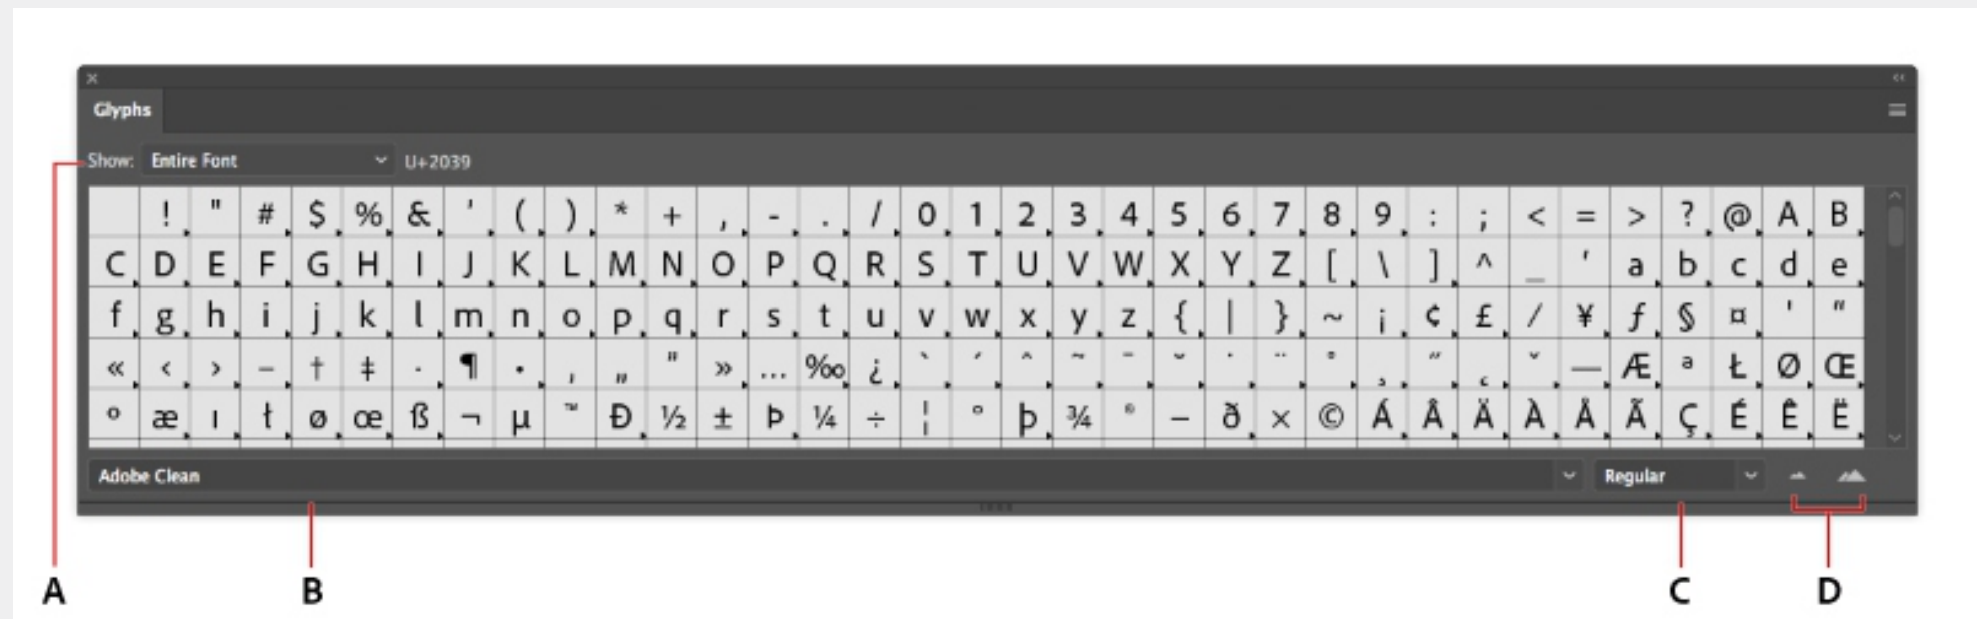 Glyphs
Show: Entire Font U+2039
! " # $ % & ' ( ) * + , - . / 0 1 2 3 4 5 6 7 8 9 : ; < = > ? @ A B
C D E F G H I J K L M N O P Q R S T U V W X Y Z [ \ ] ^ _ ' a b c d e
f g h i j k l m n o p q r s t u v w x y z { | } ~ ¡ ¢ £ / ¥ ƒ § ¤ ' "
« ‹ › – † ‡ · ¶ • , „ " » … ‰ ¿ ` ´ ˆ ˜ ¯ ˘ ˙ ¨ ˚ ¸ ˝ ˛ ˇ — Æ ª Ł Ø Œ
º æ ı ł ø œ ß ¬ µ ™ Đ ½ ± Þ ¼ ÷ ¦ ° þ ¾ ® − ð × © Á Â Ä À Å Ã Ç É Ê Ë
Adobe Clean Regular
A B C D